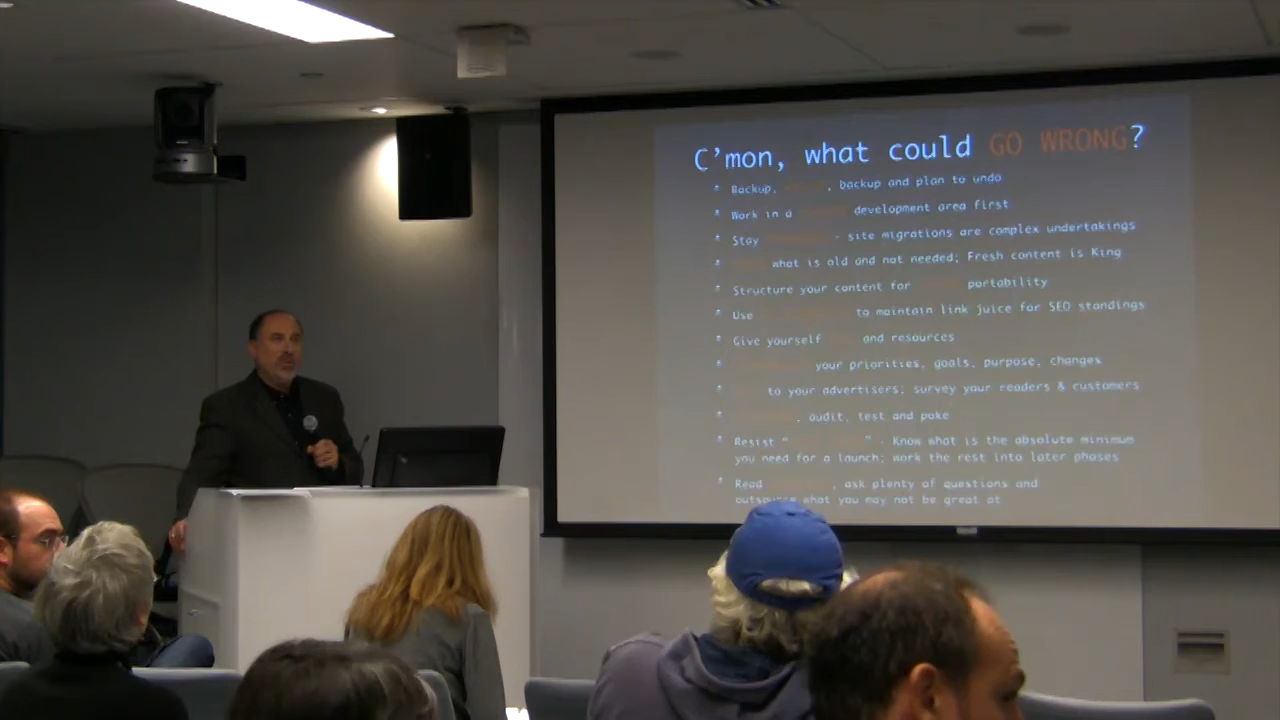 C'mon, what could GO WRONG?
* Backup, , backup and plan to undo
* Work in a development area first
* Stay - site migrations are complex undertakings
* what is old and not needed; Fresh content is King
* Structure your content for portability
* Use to maintain link juice for SEO standings
* Give yourself and resources
* your priorities, goals, purpose, changes
* to your advertisers; survey your readers & customers
* , audit, test and poke
* Resist " " - Know what is the absolute minimum
you need for a launch; work the rest into later phases
* Read , ask plenty of questions and
outsource what you may not be great at